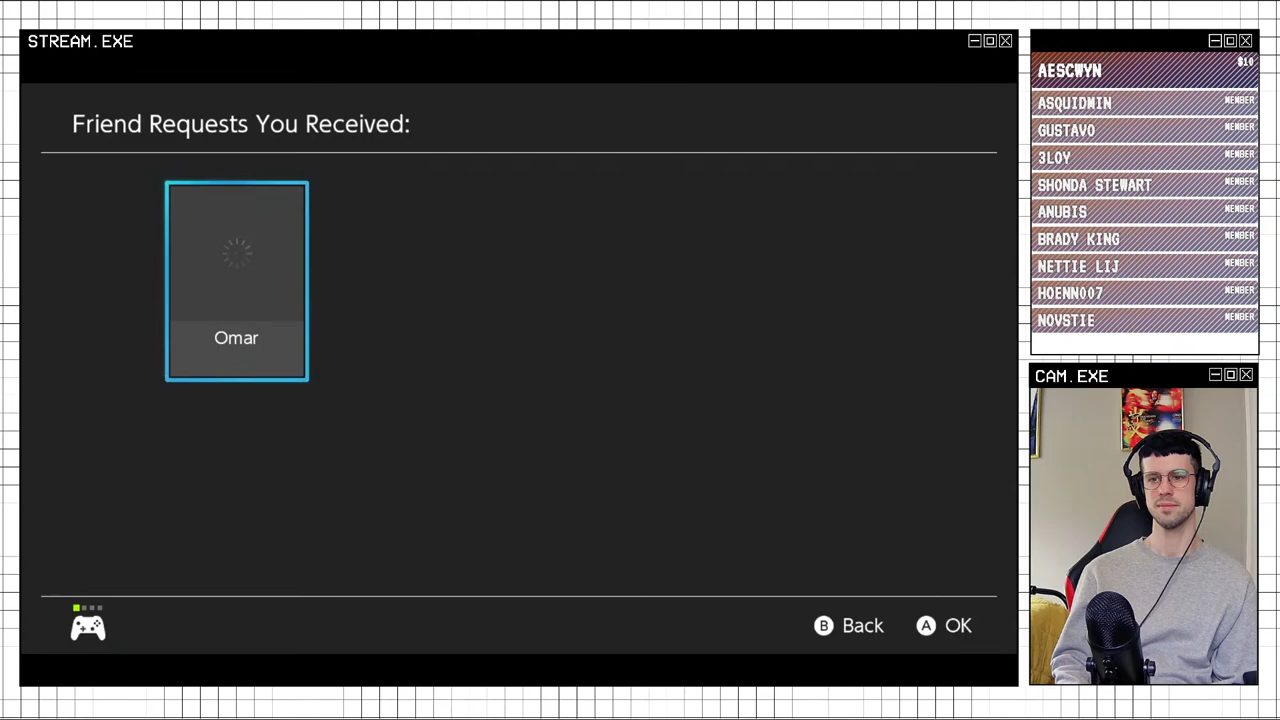 STREAM.EXE
Friend Requests You Received:
Omar
B Back
A OK
AESCWYN $10
ASQUIDMIN MEMBER
GUSTAVO MEMBER
3LOY MEMBER
SHONDA STEWART MEMBER
ANUBIS MEMBER
BRADY KING MEMBER
NETTIE LIJ MEMBER
HOENN007 MEMBER
NOVSTIE MEMBER
CAM.EXE